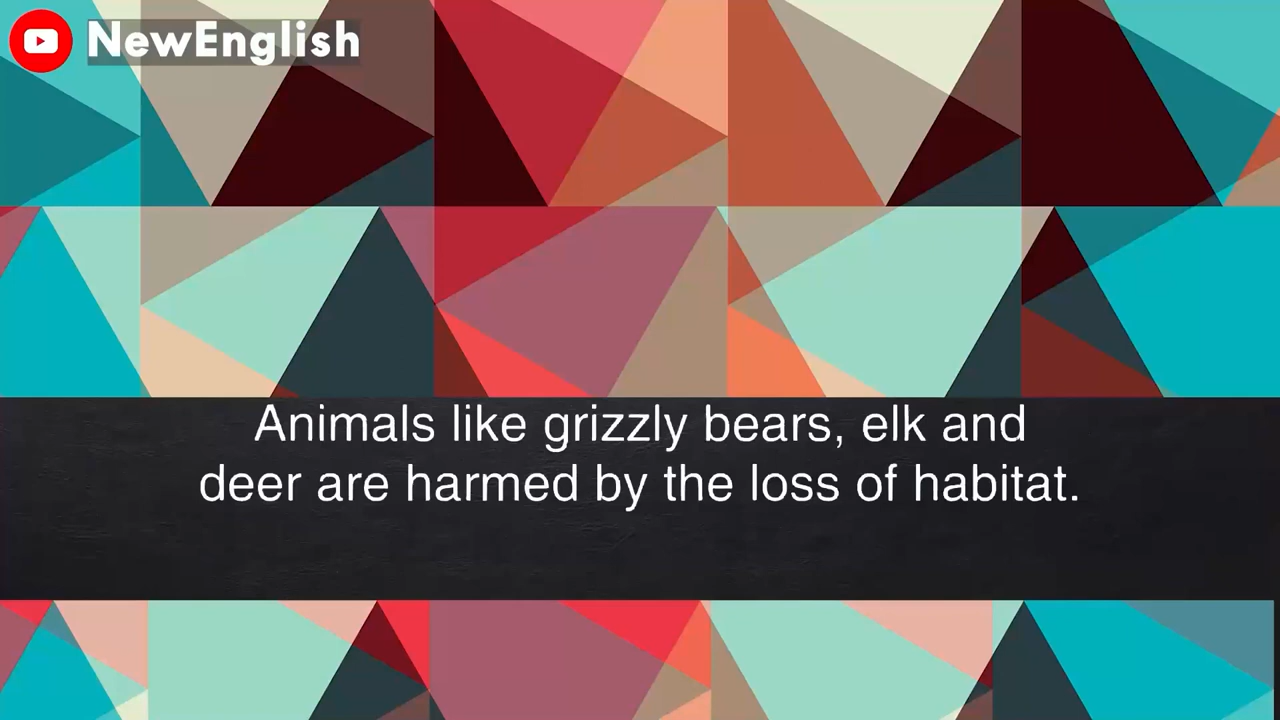 NewEnglish
Animals like grizzly bears, elk and
deer are harmed by the loss of habitat.